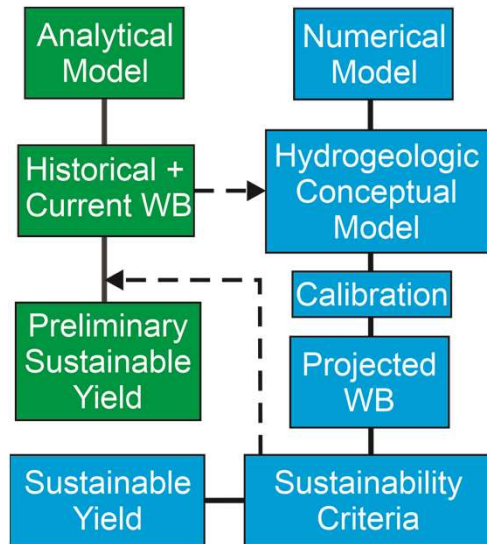 Analytical
Model
Historical +
Current WB
Preliminary
Sustainable
Yield
Numerical
Model
Hydrogeologic
Conceptual
Model
Calibration
Projected
WB
Sustainability
Criteria
Sustainable
Yield